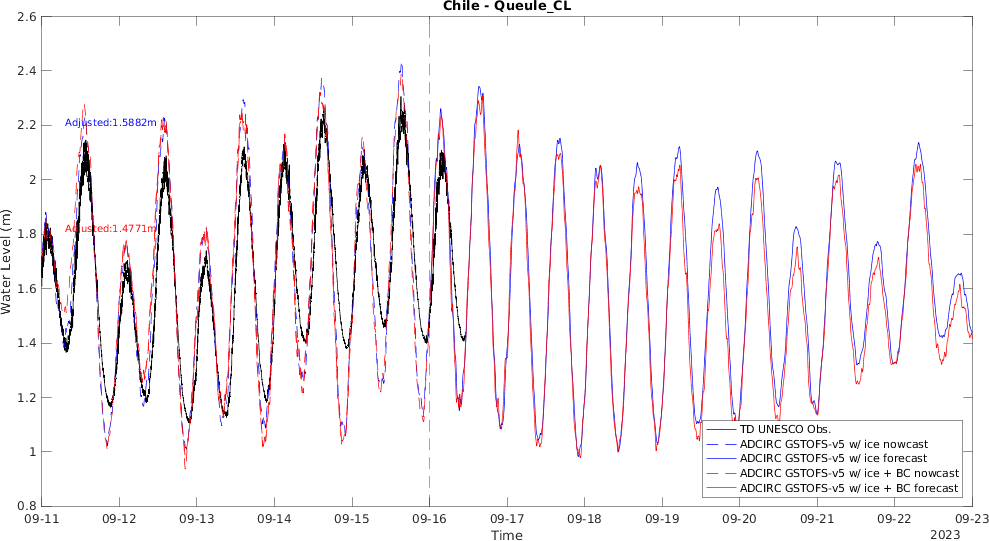 Chile - Queule_CL
2.6
2.4
2.2
2
1.8
1.6
1.4
1.2
1
0.8
Water Level (m)
Adjusted:1.5882m
Adjusted:1.4771m
TD UNESCO Obs.
ADCIRC GSTOFS-v5 w/ ice nowcast
ADCIRC GSTOFS-v5 w/ ice forecast
ADCIRC GSTOFS-v5 w/ ice + BC nowcast
ADCIRC GSTOFS-v5 w/ ice + BC forecast
09-11 09-12 09-13 09-14 09-15 09-16 09-17 09-18 09-19 09-20 09-21 09-22 09-23
Time
2023